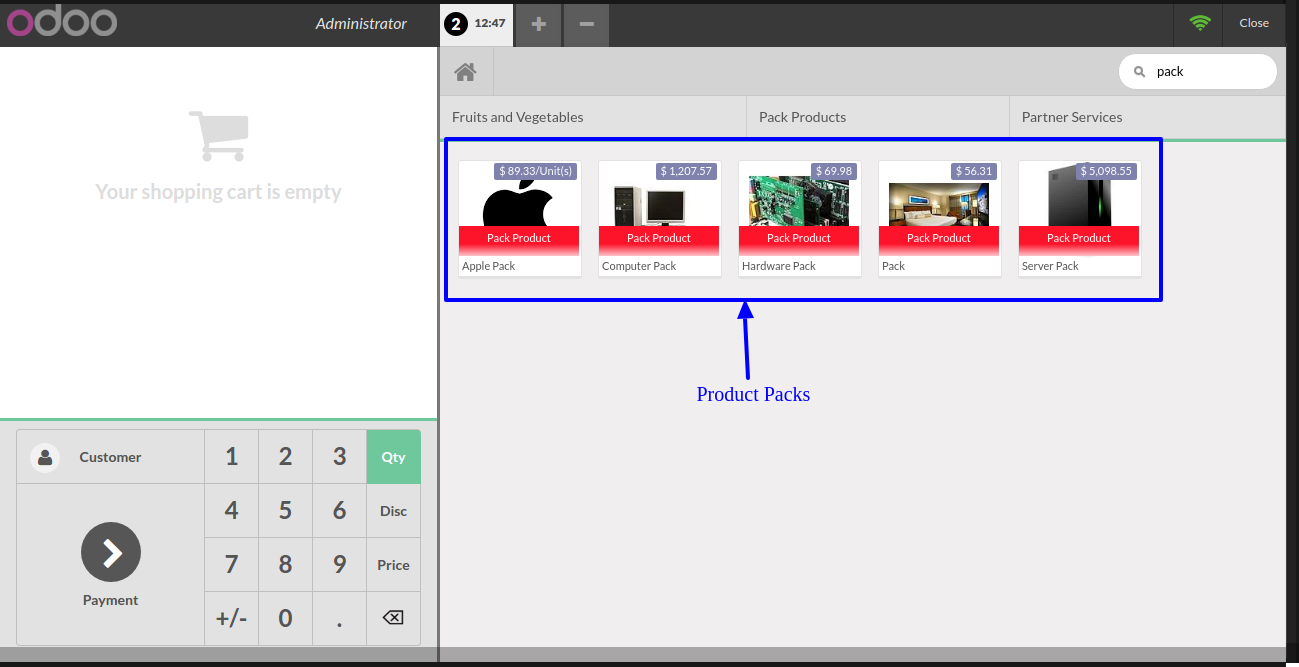 odoo
Administrator
2 12:47
Close
pack
Fruits and Vegetables
Pack Products
Partner Services
Your shopping cart is empty
$ 89.33/Unit(s)
Pack Product
Apple Pack
$ 1,207.57
Pack Product
Computer Pack
$ 69.98
Pack Product
Hardware Pack
$ 56.31
Pack Product
Pack
$ 5,098.55
Pack Product
Server Pack
Product Packs
Customer
Payment
1 2 3 Qty
4 5 6 Disc
7 8 9 Price
+/- 0 .